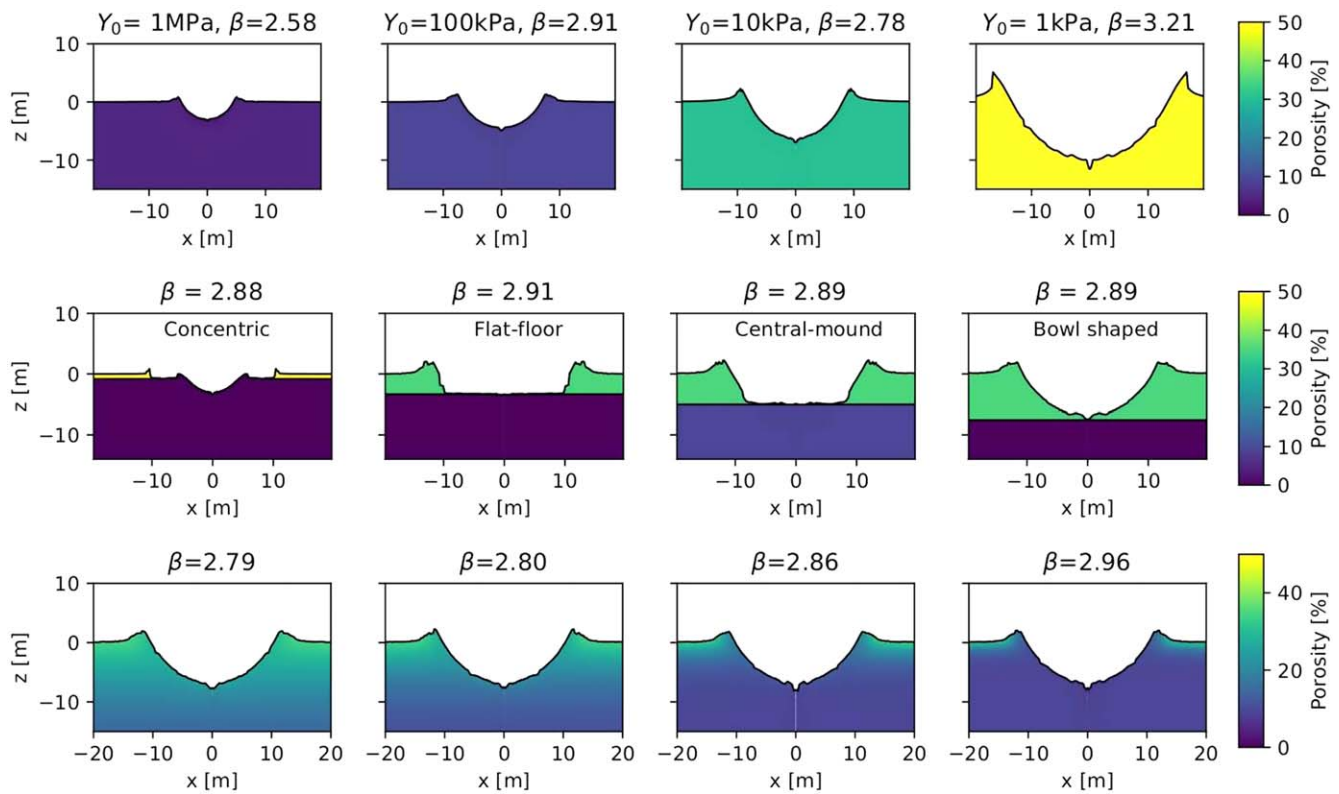 Y₀= 1MPa, β=2.58
Y₀=100kPa, β=2.91
Y₀=10kPa, β=2.78
Y₀= 1kPa, β=3.21
10
0
−10
z [m]
−10 0 10
x [m]
−10 0 10
x [m]
−10 0 10
x [m]
−10 0 10
x [m]
50
40
30
20
10
0
Porosity [%]
β = 2.88
β = 2.91
β = 2.89
β = 2.89
Concentric
Flat-floor
Central-mound
Bowl shaped
10
0
−10
z [m]
−10 0 10
x [m]
−10 0 10
x [m]
−10 0 10
x [m]
−10 0 10
x [m]
50
40
30
20
10
0
Porosity [%]
β=2.79
β=2.80
β=2.86
β=2.96
10
0
−10
z [m]
−20 −10 0 10 20
x [m]
−20 −10 0 10 20
x [m]
−20 −10 0 10 20
x [m]
−20 −10 0 10 20
x [m]
40
20
0
Porosity [%]